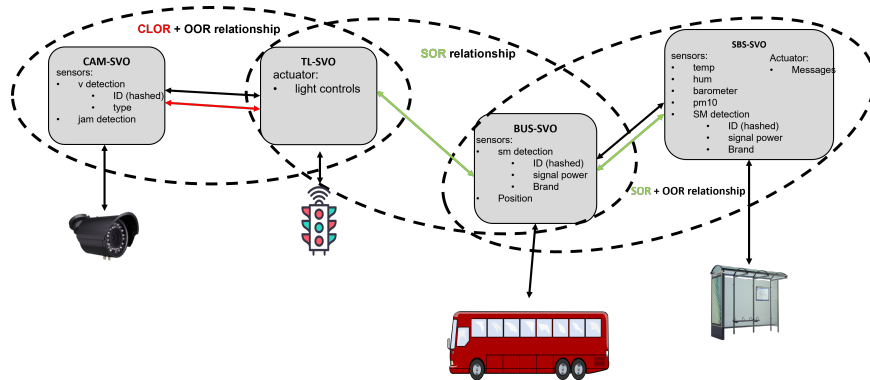 CLOR + OOR relationship
CAM-SVO
sensors:
• v detection
• ID (hashed)
• type
• jam detection
TL-SVO
actuator:
• light controls
SOR relationship
BUS-SVO
sensors:
• sm detection
• ID (hashed)
• signal power
• Brand
• Position
SBS-SVO
sensors:
• temp
• hum
• barometer
• pm10
• SM detection
• ID (hashed)
• signal power
• Brand
Actuator:
• Messages
SOR + OOR relationship